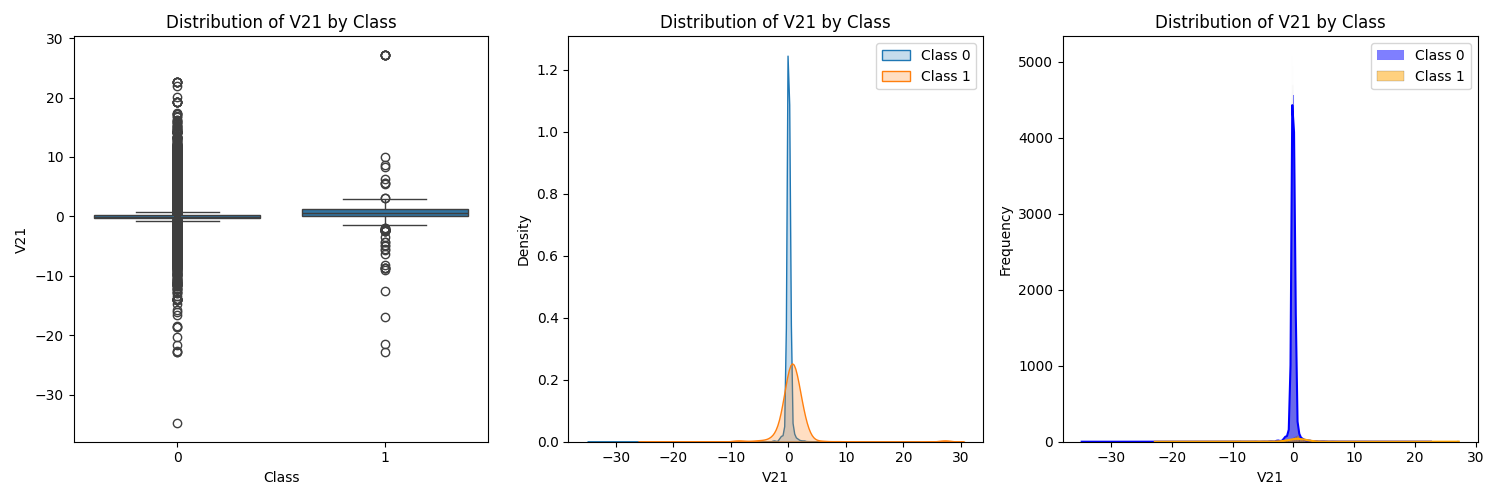 Distribution of V21 by Class
30
20
10
0
−10
−20
−30
V21
0
1
Class
Distribution of V21 by Class
Class 0
Class 1
1.2
1.0
0.8
0.6
0.4
0.2
0.0
Density
−30
−20
−10
0
10
20
30
V21
Distribution of V21 by Class
Class 0
Class 1
5000
4000
3000
2000
1000
0
Frequency
−30
−20
−10
0
10
20
30
V21